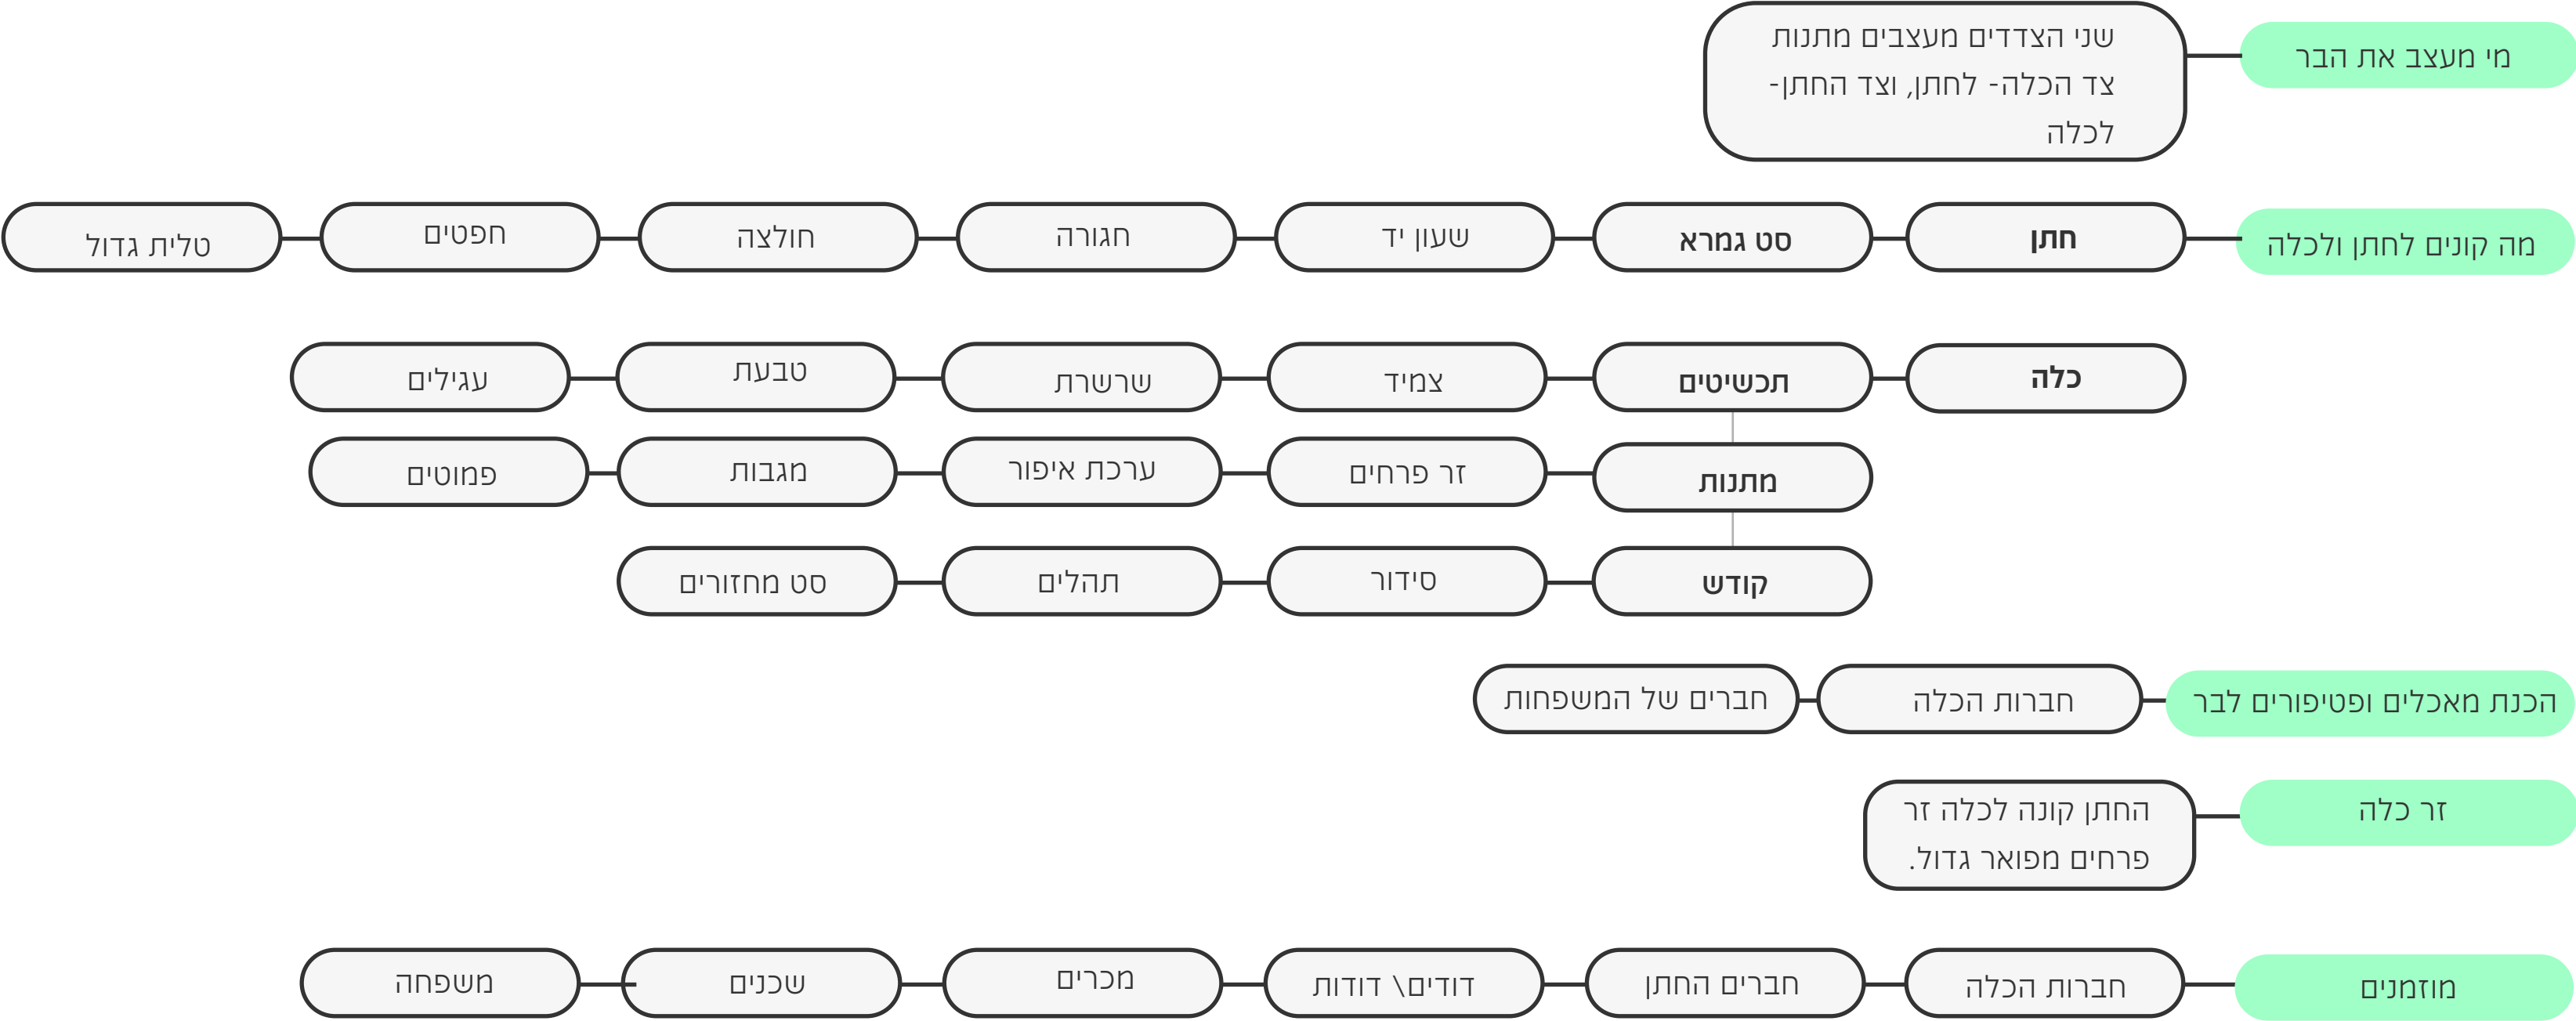 מי מעצב את הבר
שני הצדדים מעצבים מתנות
צד הכלה- לחתן, וצד החתן-
לכלה
מה קונים לחתן ולכלה
חתן
סט גמרא
שעון יד
חגורה
חולצה
חפטים
טלית גדול
כלה
תכשיטים
צמיד
שרשרת
טבעת
עגילים
מתנות
זר פרחים
ערכת איפור
מגבות
פמוטים
קודש
סידור
תהלים
סט מחזורים
הכנת מאכלים ופטיפורים לבר
חברות הכלה
חברים של המשפחות
זר כלה
החתן קונה לכלה זר
פרחים מפואר גדול.
מוזמנים
חברות הכלה
חברים החתן
דודים\ דודות
מכרים
שכנים
משפחה